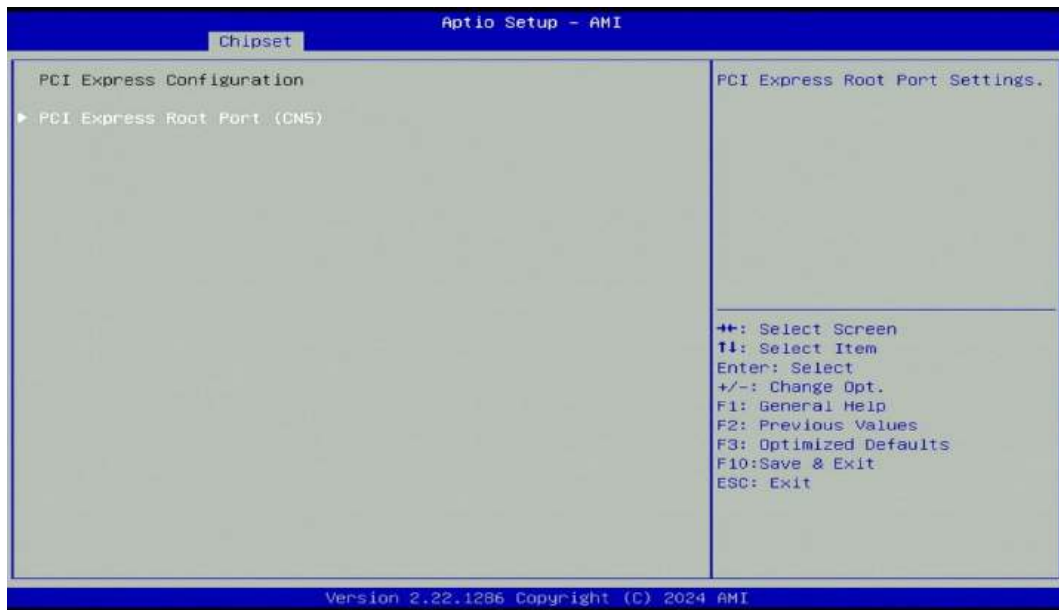 Aptio Setup - AMI
Chipset
PCI Express Configuration
► PCI Express Root Port (CN5)
PCI Express Root Port Settings.
→←: Select Screen
↑↓: Select Item
Enter: Select
+/-: Change Opt.
F1: General Help
F2: Previous Values
F3: Optimized Defaults
F10:Save & Exit
ESC: Exit
Version 2.22.1286 Copyright (C) 2024 AMI